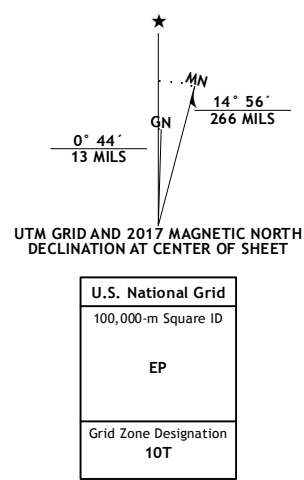 MN
GN
14° 56´
266 MILS
0° 44´
13 MILS
UTM GRID AND 2017 MAGNETIC NORTH
DECLINATION AT CENTER OF SHEET
U.S. National Grid
100,000-m Square ID
EP
Grid Zone Designation
10T